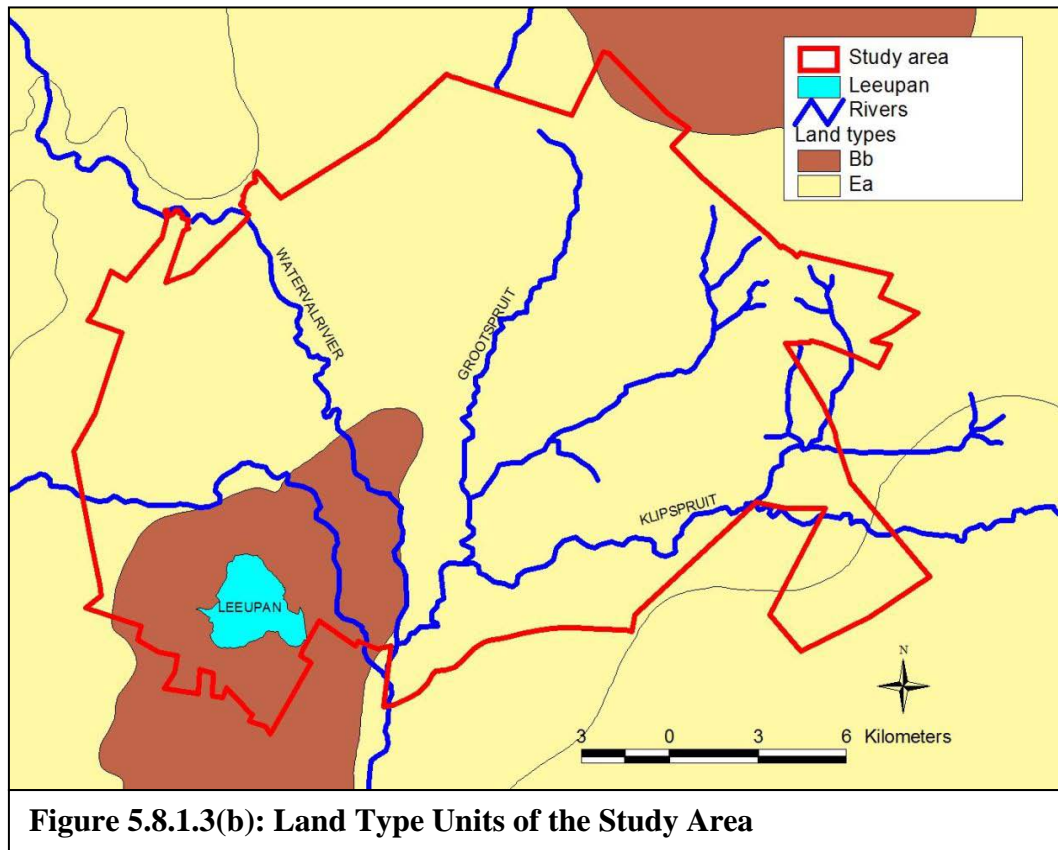 Study area
Leeupan
Rivers
Land types
Bb
Ea
WATERVALRIVIER
GROOTSPRUIT
KLIPSPRUIT
LEEUPAN
N
3 0 3 6 Kilometers
Figure 5.8.1.3(b): Land Type Units of the Study Area